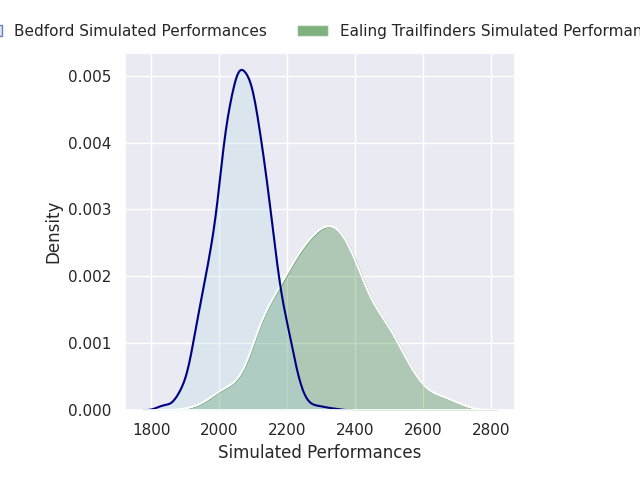 Bedford Simulated Performances
Ealing Trailfinders Simulated Performan
0.005
0.004
0.003
0.002
0.001
0.000
Density
1800 2000 2200 2400 2600 2800
Simulated Performances